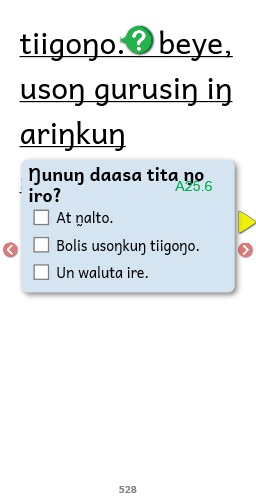 tiigoŋo. ? beye,
usoŋ gurusiŋ iŋ
ariŋkuŋ
Ŋunuŋ daasa tita ŋo
iro?
A25.6
At n̰alto.
Bolis usoŋkuŋ tiigoŋo.
Un waluta ire.
528